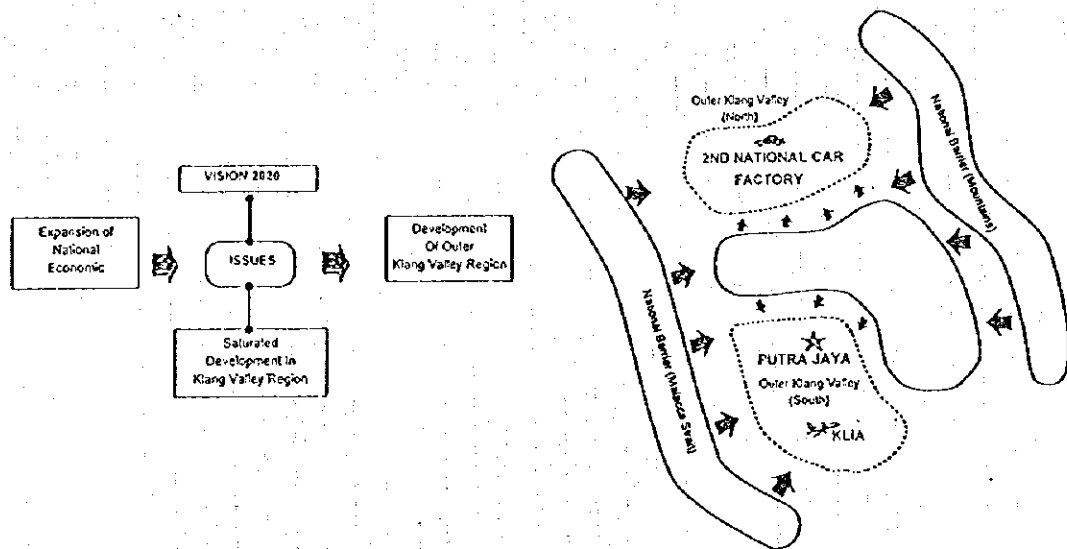 VISION 2020
Expansion of
National
Economic
ISSUES
Development
Of Outer
Klang Valley Region
Saturated
Development In
Klang Valley Region
Outer Klang Valley
(North)
2ND NATIONAL CAR
FACTORY
National Barrier (Mountains)
National Barrier (Malacca Strait)
PUTRA JAYA
Outer Klang Valley
(South)
KLIA